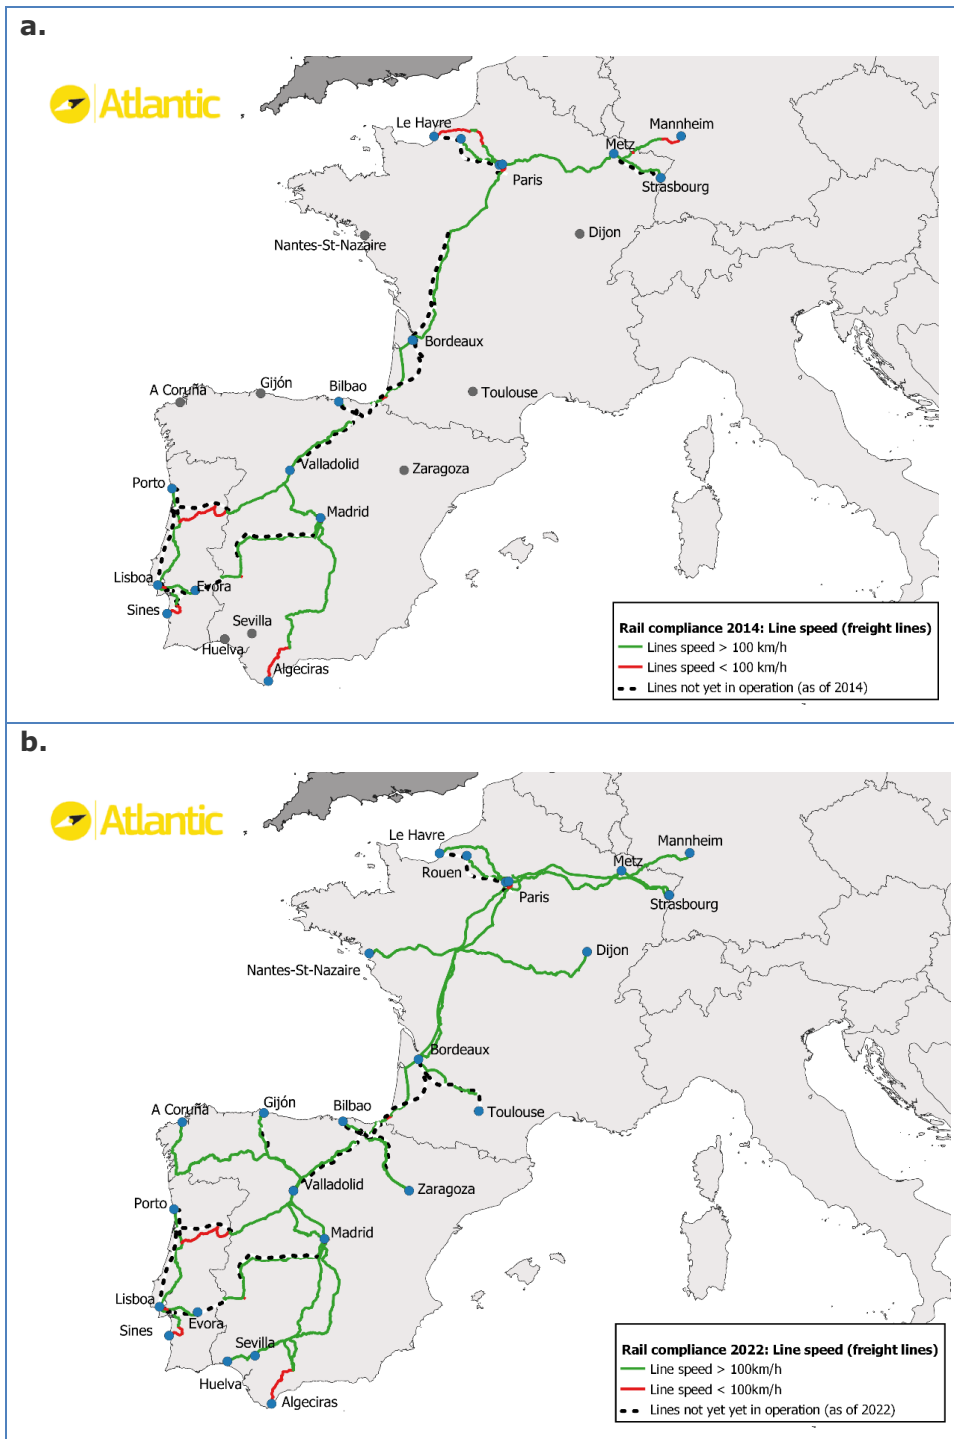 a.
Atlantic
Le Havre
Mannheim
Metz
Paris
Strasbourg
Nantes-St-Nazaire
Dijon
Bordeaux
A Coruña
Gijón
Bilbao
Toulouse
Valladolid
Zaragoza
Porto
Madrid
Lisboa
Evora
Sines
Sevilla
Huelva
Algeciras
Rail compliance 2014: Line speed (freight lines)
Lines speed > 100 km/h
Lines speed < 100 km/h
Lines not yet in operation (as of 2014)
b.
Atlantic
Le Havre
Mannheim
Rouen
Metz
Paris
Strasbourg
Nantes-St-Nazaire
Dijon
Bordeaux
A Coruña
Gijón
Bilbao
Toulouse
Valladolid
Zaragoza
Porto
Madrid
Lisboa
Evora
Sines
Sevilla
Huelva
Algeciras
Rail compliance 2022: Line speed (freight lines)
Line speed > 100km/h
Line speed < 100km/h
Lines not yet yet in operation (as of 2022)